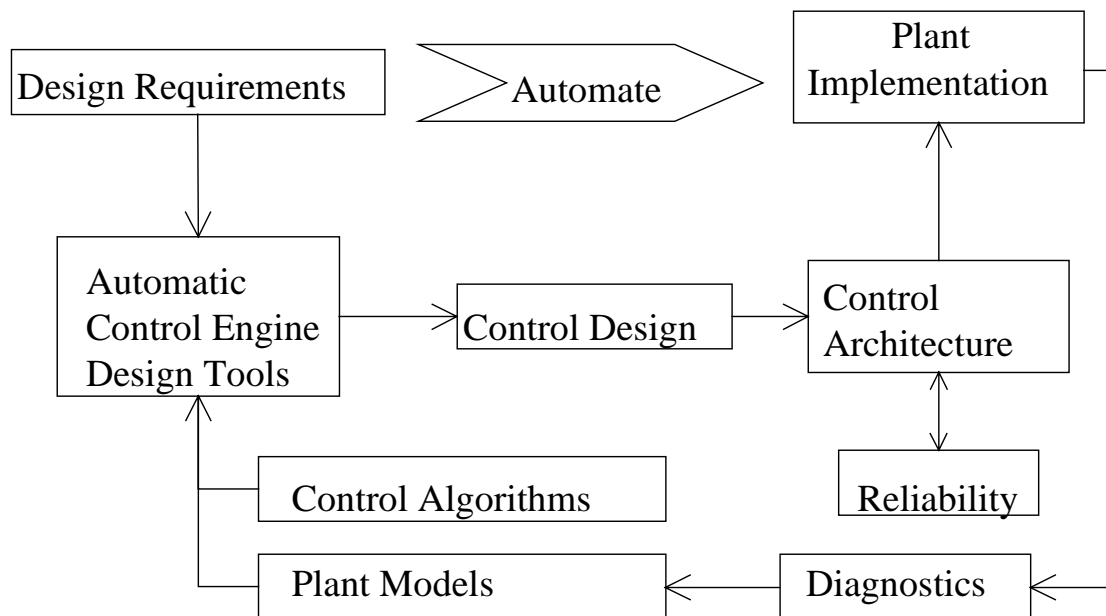 Design Requirements
Automate
Plant
Implementation
Automatic
Control Engine
Design Tools
Control Design
Control
Architecture
Control Algorithms
Reliability
Plant Models
Diagnostics